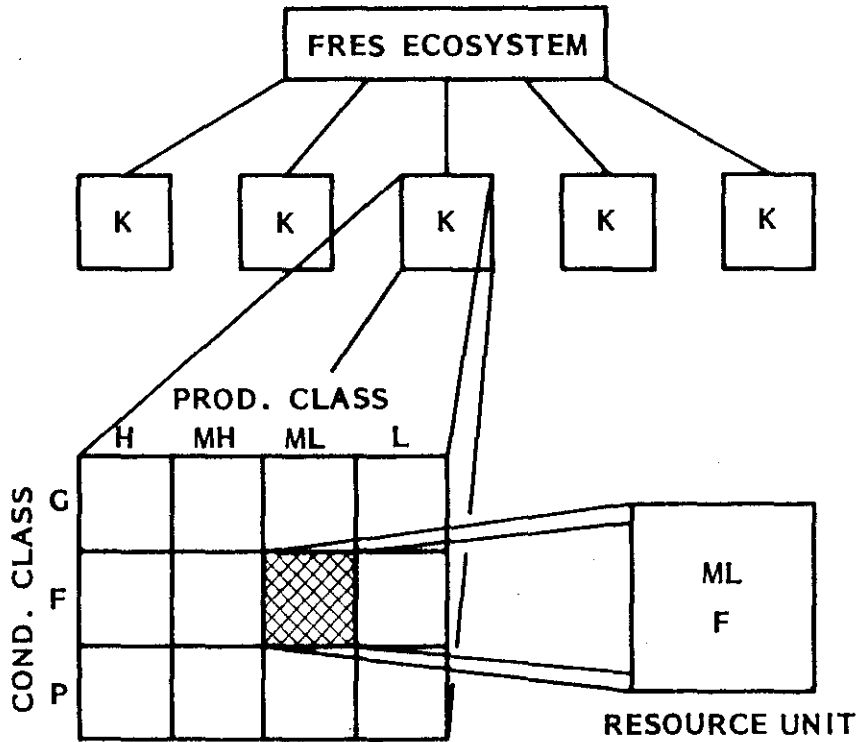 FRES ECOSYSTEM
K K K K K
PROD. CLASS
H MH ML L
COND. CLASS
G
F
P
ML
F
RESOURCE UNIT